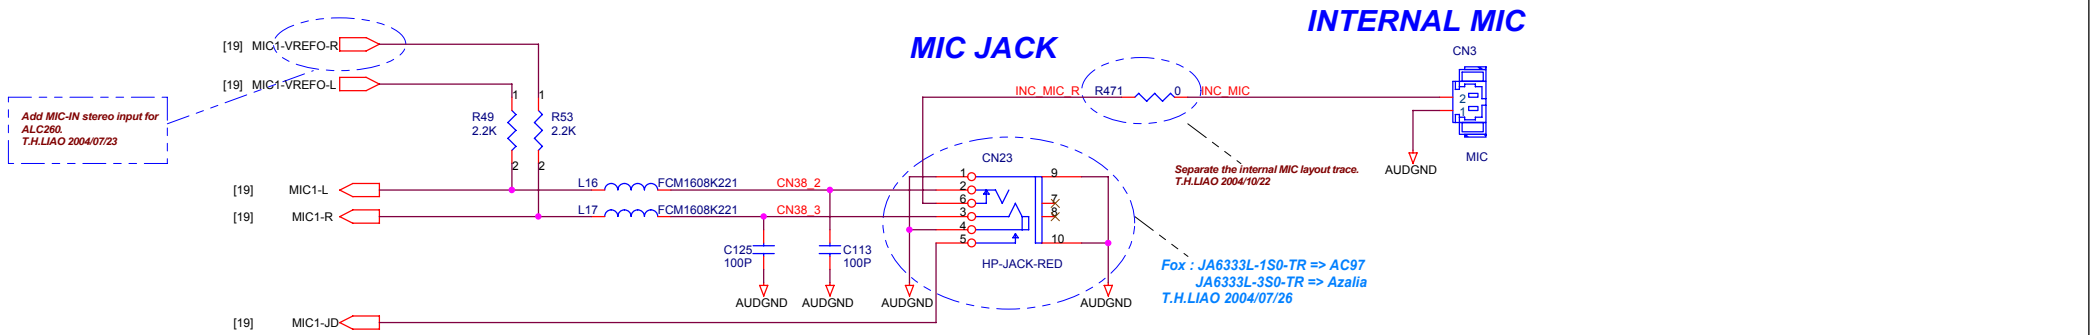 INTERNAL MIC
MIC JACK
CN3
[19] MIC1-VREFO-R
[19] MIC1-VREFO-L
INC_MIC_R R471 0 INC_MIC
2
1
MIC
AUDGND
Add MIC-IN stereo input for
ALC260.
T.H.LIAO 2004/07/23
1 1
R49
2.2K
R53
2.2K
2 2
Separate the internal MIC layout trace.
T.H.LIAO 2004/10/22
CN23
[19] MIC1-L
L16 FCM1608K221 CN38_2
[19] MIC1-R
L17 FCM1608K221 CN38_3
1
2
6
3
4
5
9
7
8
10
HP-JACK-RED
C125
100P
C113
100P
AUDGND AUDGND AUDGND AUDGND
Fox : JA6333L-1S0-TR => AC97
JA6333L-3S0-TR => Azalia
T.H.LIAO 2004/07/26
[19] MIC1-JD